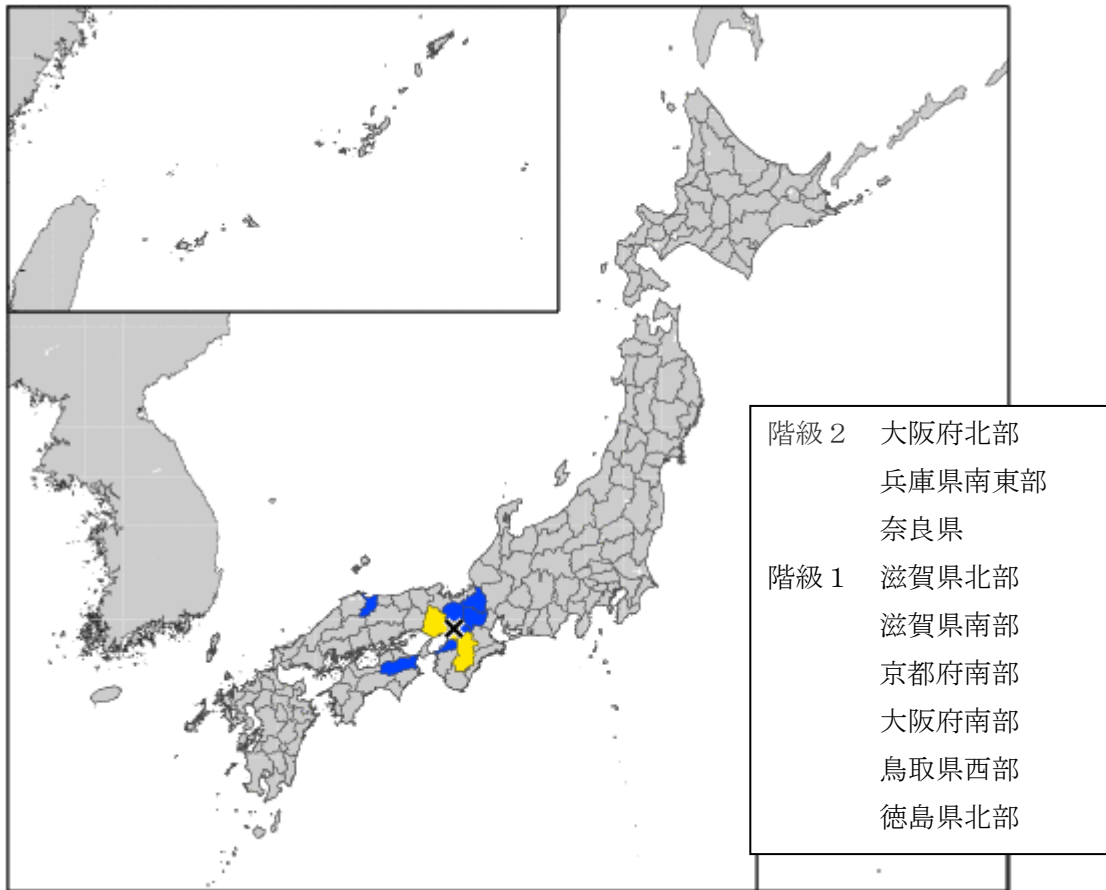 階級２ 大阪府北部
兵庫県南東部
奈良県
階級１ 滋賀県北部
滋賀県南部
京都府南部
大阪府南部
鳥取県西部
徳島県北部